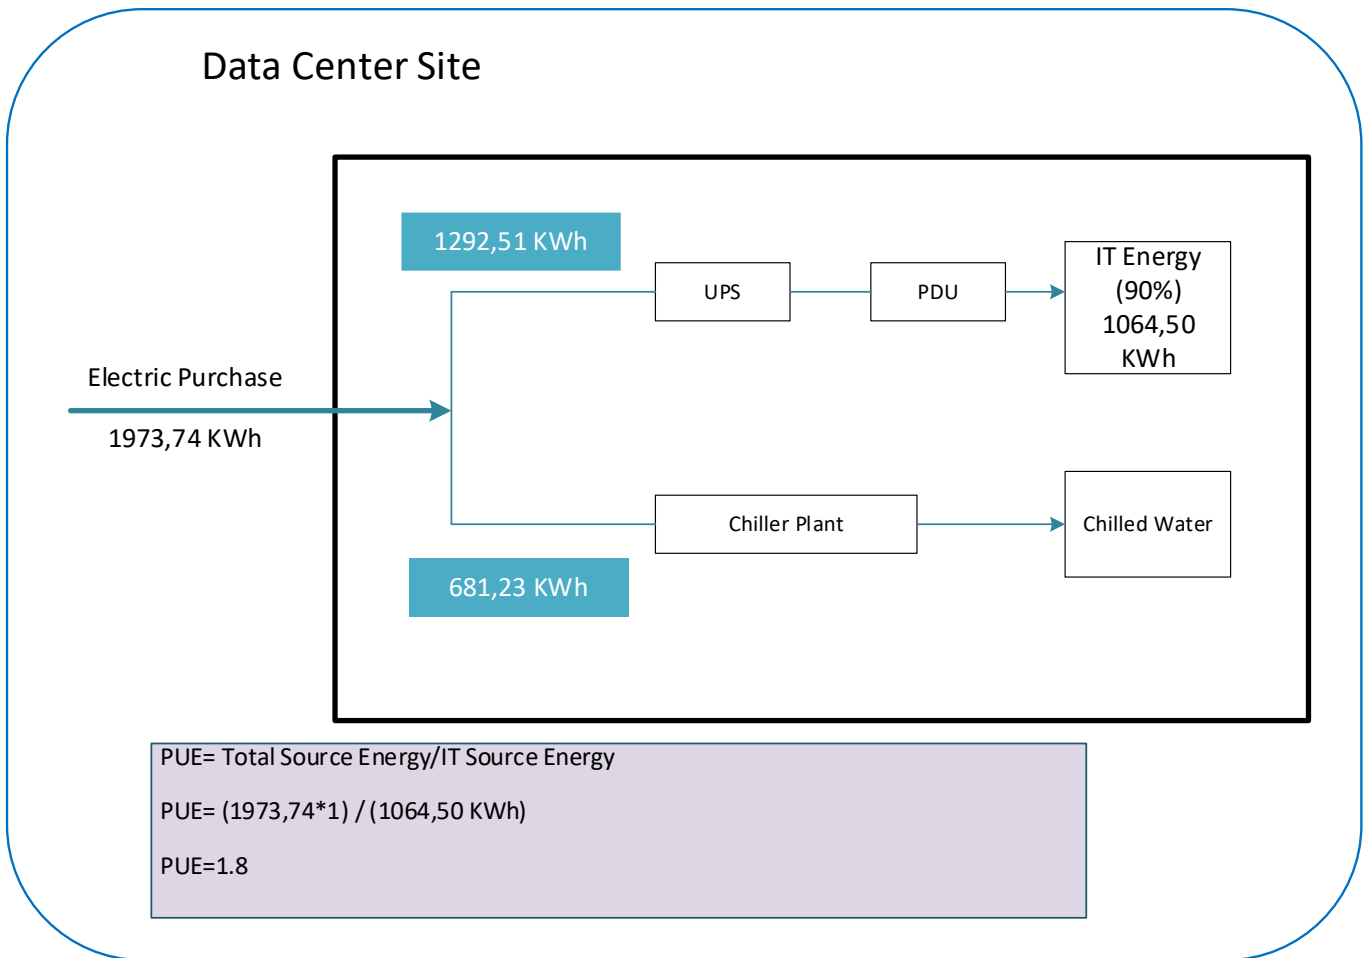 Data Center Site
1292,51 KWh
UPS
PDU
IT Energy
(90%)
1064,50
KWh
Electric Purchase
1973,74 KWh
Chiller Plant
Chilled Water
681,23 KWh
PUE= Total Source Energy/IT Source Energy
PUE= (1973,74*1) / (1064,50 KWh)
PUE=1.8